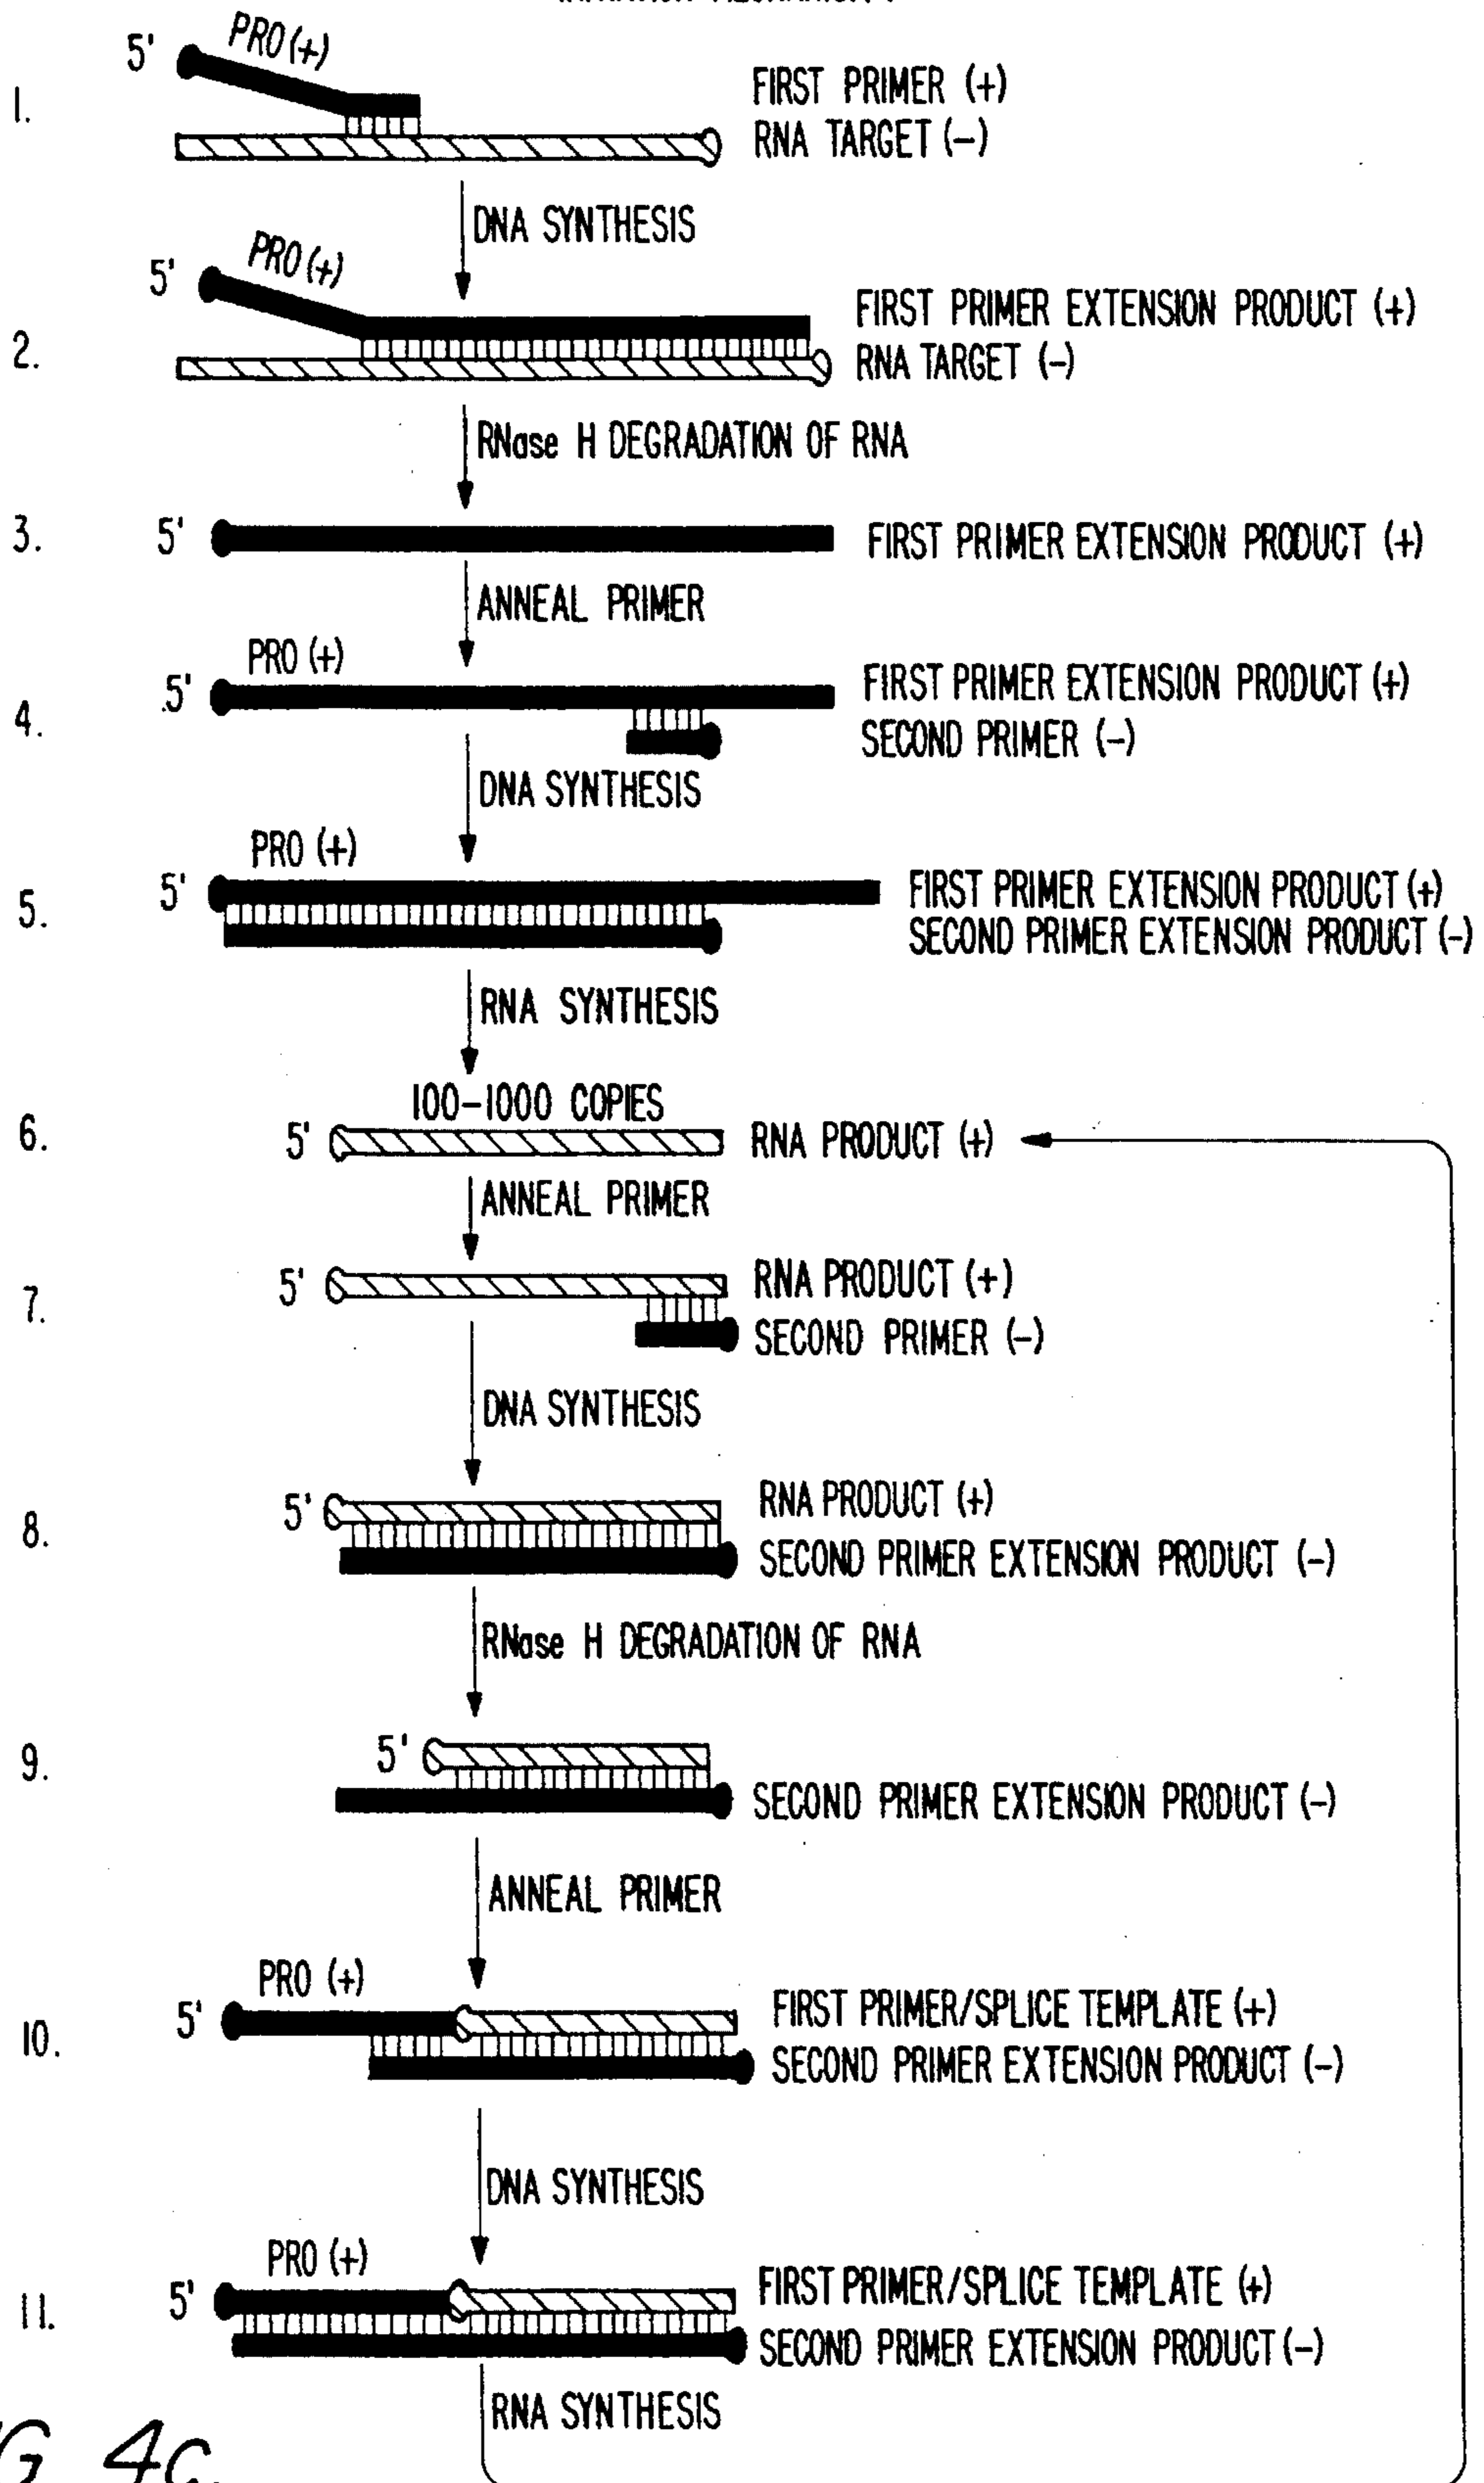 5' PRO (+)
1.
FIRST PRIMER (+)
RNA TARGET (-)
DNA SYNTHESIS
5' PRO (+)
2.
FIRST PRIMER EXTENSION PRODUCT (+)
RNA TARGET (-)
RNase H DEGRADATION OF RNA
3. 5' FIRST PRIMER EXTENSION PRODUCT (+)
ANNEAL PRIMER
PRO (+)
4. 5' FIRST PRIMER EXTENSION PRODUCT (+)
SECOND PRIMER (-)
DNA SYNTHESIS
PRO (+)
5. 5' FIRST PRIMER EXTENSION PRODUCT (+)
SECOND PRIMER EXTENSION PRODUCT (-)
RNA SYNTHESIS
100-1000 COPIES
6. 5' RNA PRODUCT (+)
ANNEAL PRIMER
7. 5' RNA PRODUCT (+)
SECOND PRIMER (-)
DNA SYNTHESIS
8. 5' RNA PRODUCT (+)
SECOND PRIMER EXTENSION PRODUCT (-)
RNase H DEGRADATION OF RNA
9. 5'
SECOND PRIMER EXTENSION PRODUCT (-)
ANNEAL PRIMER
PRO (+)
10. 5' FIRST PRIMER/SPLICE TEMPLATE (+)
SECOND PRIMER EXTENSION PRODUCT (-)
DNA SYNTHESIS
PRO (+)
11. 5' FIRST PRIMER/SPLICE TEMPLATE (+)
SECOND PRIMER EXTENSION PRODUCT (-)
RNA SYNTHESIS
4C.